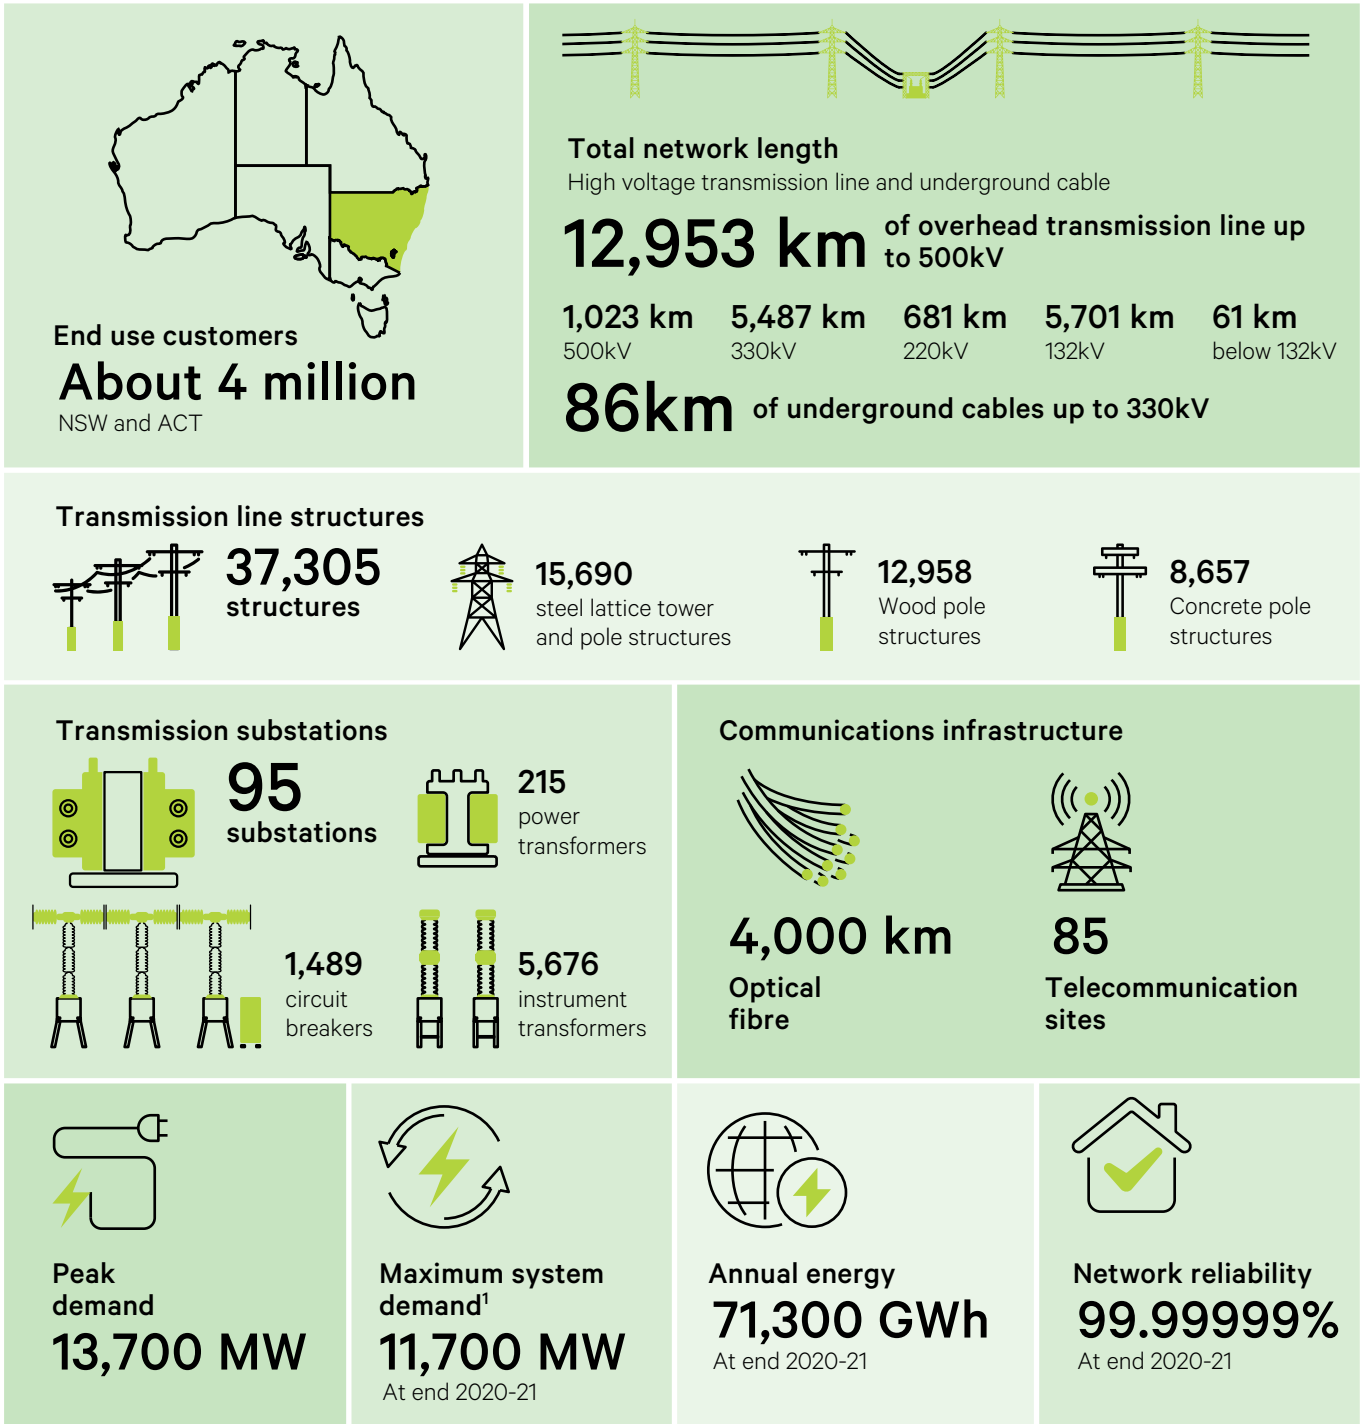 End use customers
About 4 million
NSW and ACT
Total network length
High voltage transmission line and underground cable
12,953 km of overhead transmission line up
to 500kV
1,023 km 5,487 km 681 km 5,701 km 61 km
500kV 330kV 220kV 132kV below 132kV
86km of underground cables up to 330kV
Transmission line structures
37,305
structures
15,690
steel lattice tower
and pole structures
12,958
Wood pole
structures
8,657
Concrete pole
structures
Transmission substations
95
substations
215
power
transformers
1,489
circuit
breakers
5,676
instrument
transformers
Communications infrastructure
4,000 km
Optical
fibre
85
Telecommunication
sites
Peak
demand
13,700 MW
Maximum system
demand¹
11,700 MW
At end 2020-21
Annual energy
71,300 GWh
At end 2020-21
Network reliability
99.99999%
At end 2020-21